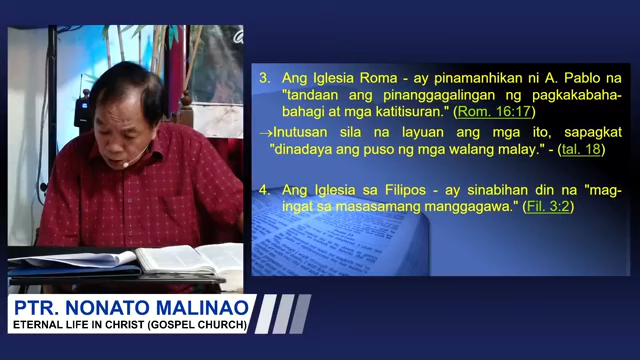 3. Ang Iglesia Roma - ay pinamanhikan ni A. Pablo na
"tandaan ang pinanggagalingan ng pagkakabaha-
bahagi at mga katitisuran." (Rom. 16:17)
→Inutusan sila na layuan ang mga ito, sapagkat
"dinadaya ang puso ng mga walang malay." - (tal. 18)
4. Ang Iglesia sa Filipos - ay sinabihan din na "mag-
ingat sa masasamang manggagawa." (Fil. 3:2)
PTR. NONATO MALINAO
ETERNAL LIFE IN CHRIST (GOSPEL CHURCH)